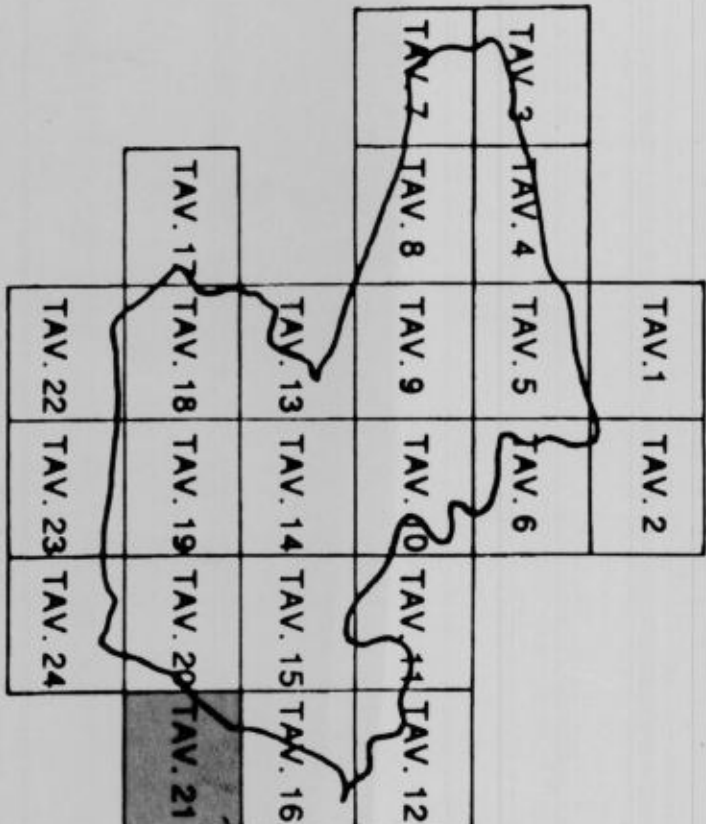 TAV.1 TAV. 2
TAV. 3 TAV. 4 TAV. 5 TAV. 6
TAV. 7 TAV. 8 TAV. 9 TAV. 10 TAV 11 TAV. 12
TAV. 13 TAV. 14 TAV. 15 TAV. 16
TAV. 17 TAV. 18 TAV. 19 TAV. 20 TAV. 21
TAV. 22 TAV. 23 TAV. 24